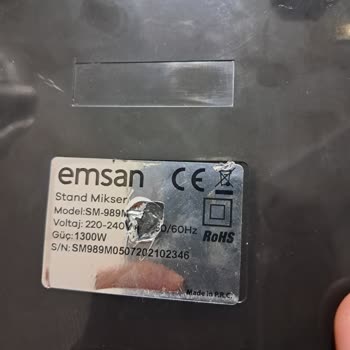 emsan CE
Stand Mikser
Model:SM-989M
Voltaj: 220-240V 50/60Hz
Güç: 1300W
RoHS
S/N: SM989M0507202102346
Made in P.R.C.